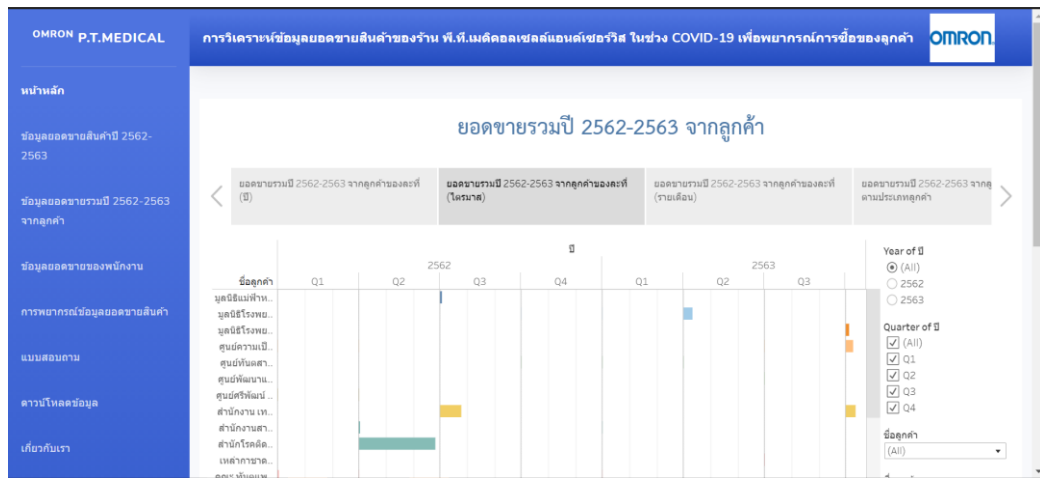 OMRON P.T.MEDICAL
การวิเคราะห์ข้อมูลยอดขายสินค้าของร้าน พี.ที.เมดิคอลเซลล์แอนด์เซอร์วิส ในช่วง COVID-19 เพื่อพยากรณ์การซื้อของลูกค้า
OMRON
หน้าหลัก
ข้อมูลยอดขายสินค้าปี 2562-
2563
ข้อมูลยอดขายรวมปี 2562-2563
จากลูกค้า
ข้อมูลยอดขายของพนักงาน
การพยากรณ์ข้อมูลยอดขายสินค้า
แบบสอบถาม
ดาวน์โหลดข้อมูล
เกี่ยวกับเรา
ยอดขายรวมปี 2562-2563 จากลูกค้า
ยอดขายรวมปี 2562-2563 จากลูกค้าของตะที่
(ปี)
ยอดขายรวมปี 2562-2563 จากลูกค้าของตะที่
(ไตรมาส)
ยอดขายรวมปี 2562-2563 จากลูกค้าของตะที่
(รายเดือน)
ยอดขายรวมปี 2562-2563 จากลู
ตามประเภทลูกค้า
ปี
2562 2563
ชื่อลูกค้า Q1 Q2 Q3 Q4 Q1 Q2 Q3
มูลนิธิแม่ฟ้าห..
มูลนิธิโรงพย..
มูลนิธิโรงพย..
ศูนย์ความเป็..
ศูนย์ทันตสา..
ศูนย์พัฒนาแ..
ศูนย์ศรีพัฒน์ ..
สำนักงาน เท..
สำนักงานสา..
สำนักโรคติด..
เหล่ากาชาด..
คณะทันตแพ..
Year of ปี
(All)
2562
2563
Quarter of ปี
(All)
Q1
Q2
Q3
Q4
ชื่อลูกค้า
(All)